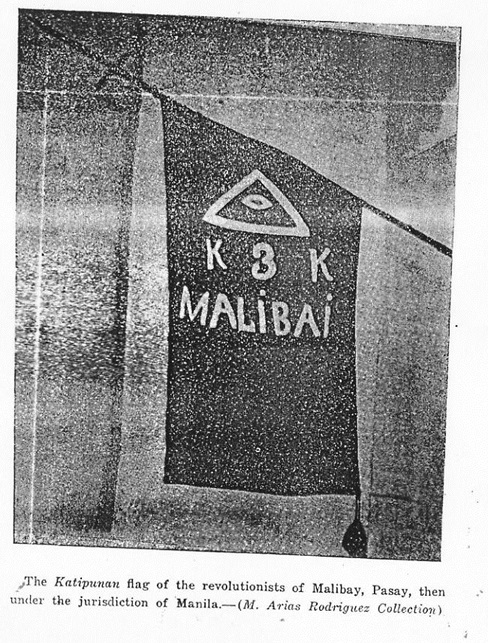 K 3 K
MALiBAi
The Katipunan flag of the revolutionists of Malibay, Pasay, then
under the jurisdiction of Manila.—(M. Arias Rodriguez Collection)